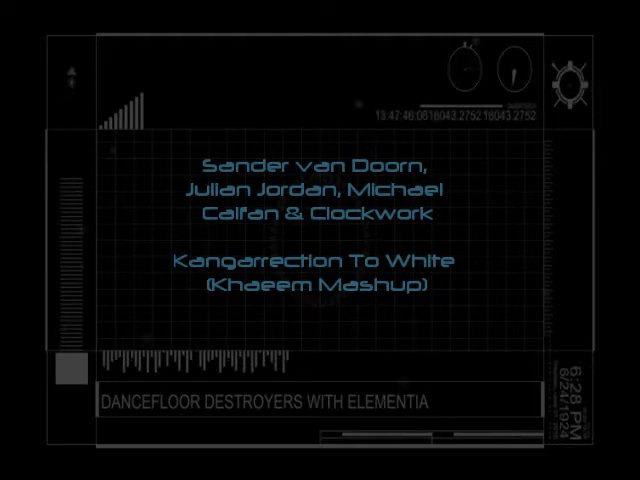 13:47:46:08 16043.2752 16043.2752
Sander van Doorn,
Julian Jordan, Michael
Calfan & Clockwork
Kangarrection To White
(Khaeem Mashup)
DANCEFLOOR DESTROYERS WITH ELEMENTIA
6:28 PM
6/24/1924